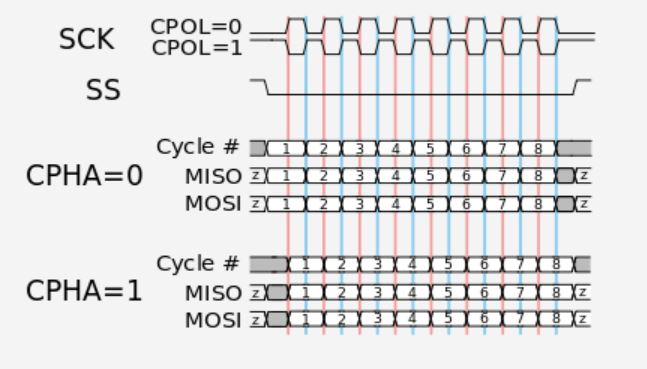 SCK CPOL=0
CPOL=1
SS
Cycle # 1 2 3 4 5 6 7 8
CPHA=0 MISO z 1 2 3 4 5 6 7 8 z
MOSI z 1 2 3 4 5 6 7 8 z
Cycle # 1 2 3 4 5 6 7 8
CPHA=1 MISO z 1 2 3 4 5 6 7 8 z
MOSI z 1 2 3 4 5 6 7 8 z